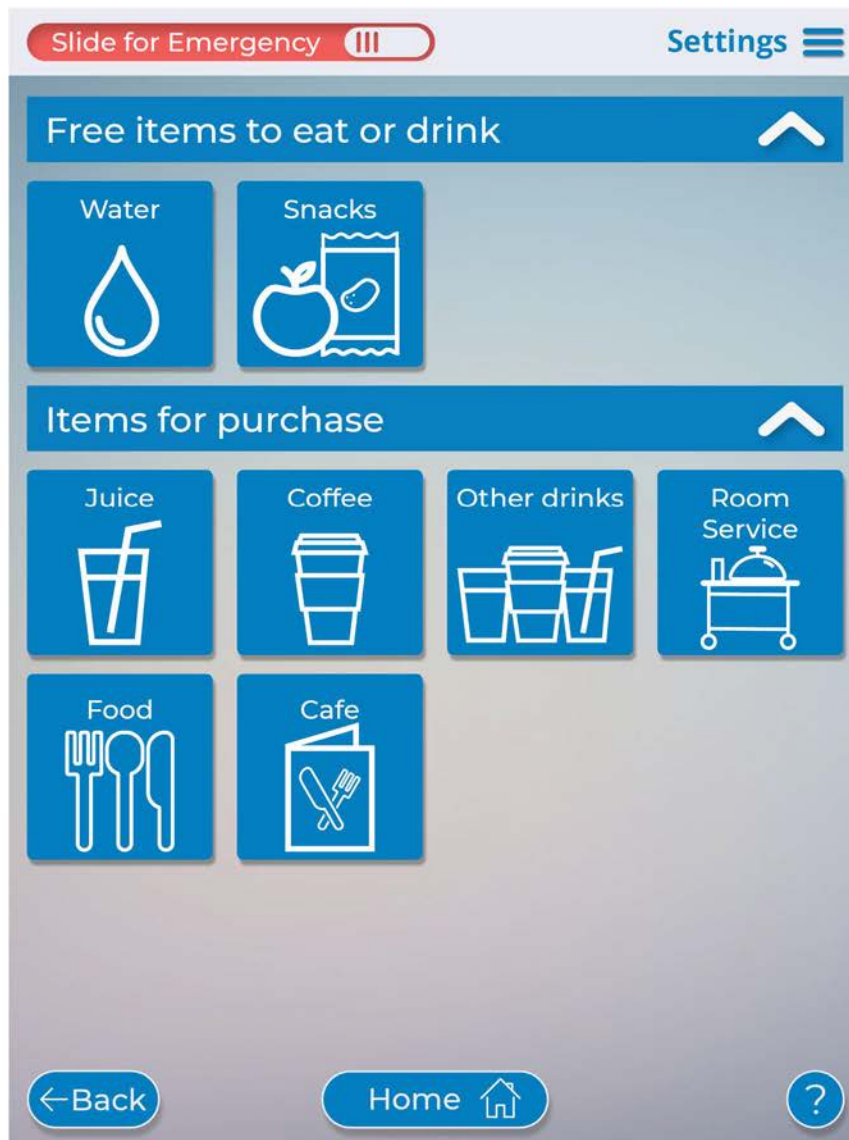 Slide for Emergency
Settings
Free items to eat or drink
Water
Snacks
Items for purchase
Juice
Coffee
Other drinks
Room
Service
Food
Cafe
←Back
Home
?